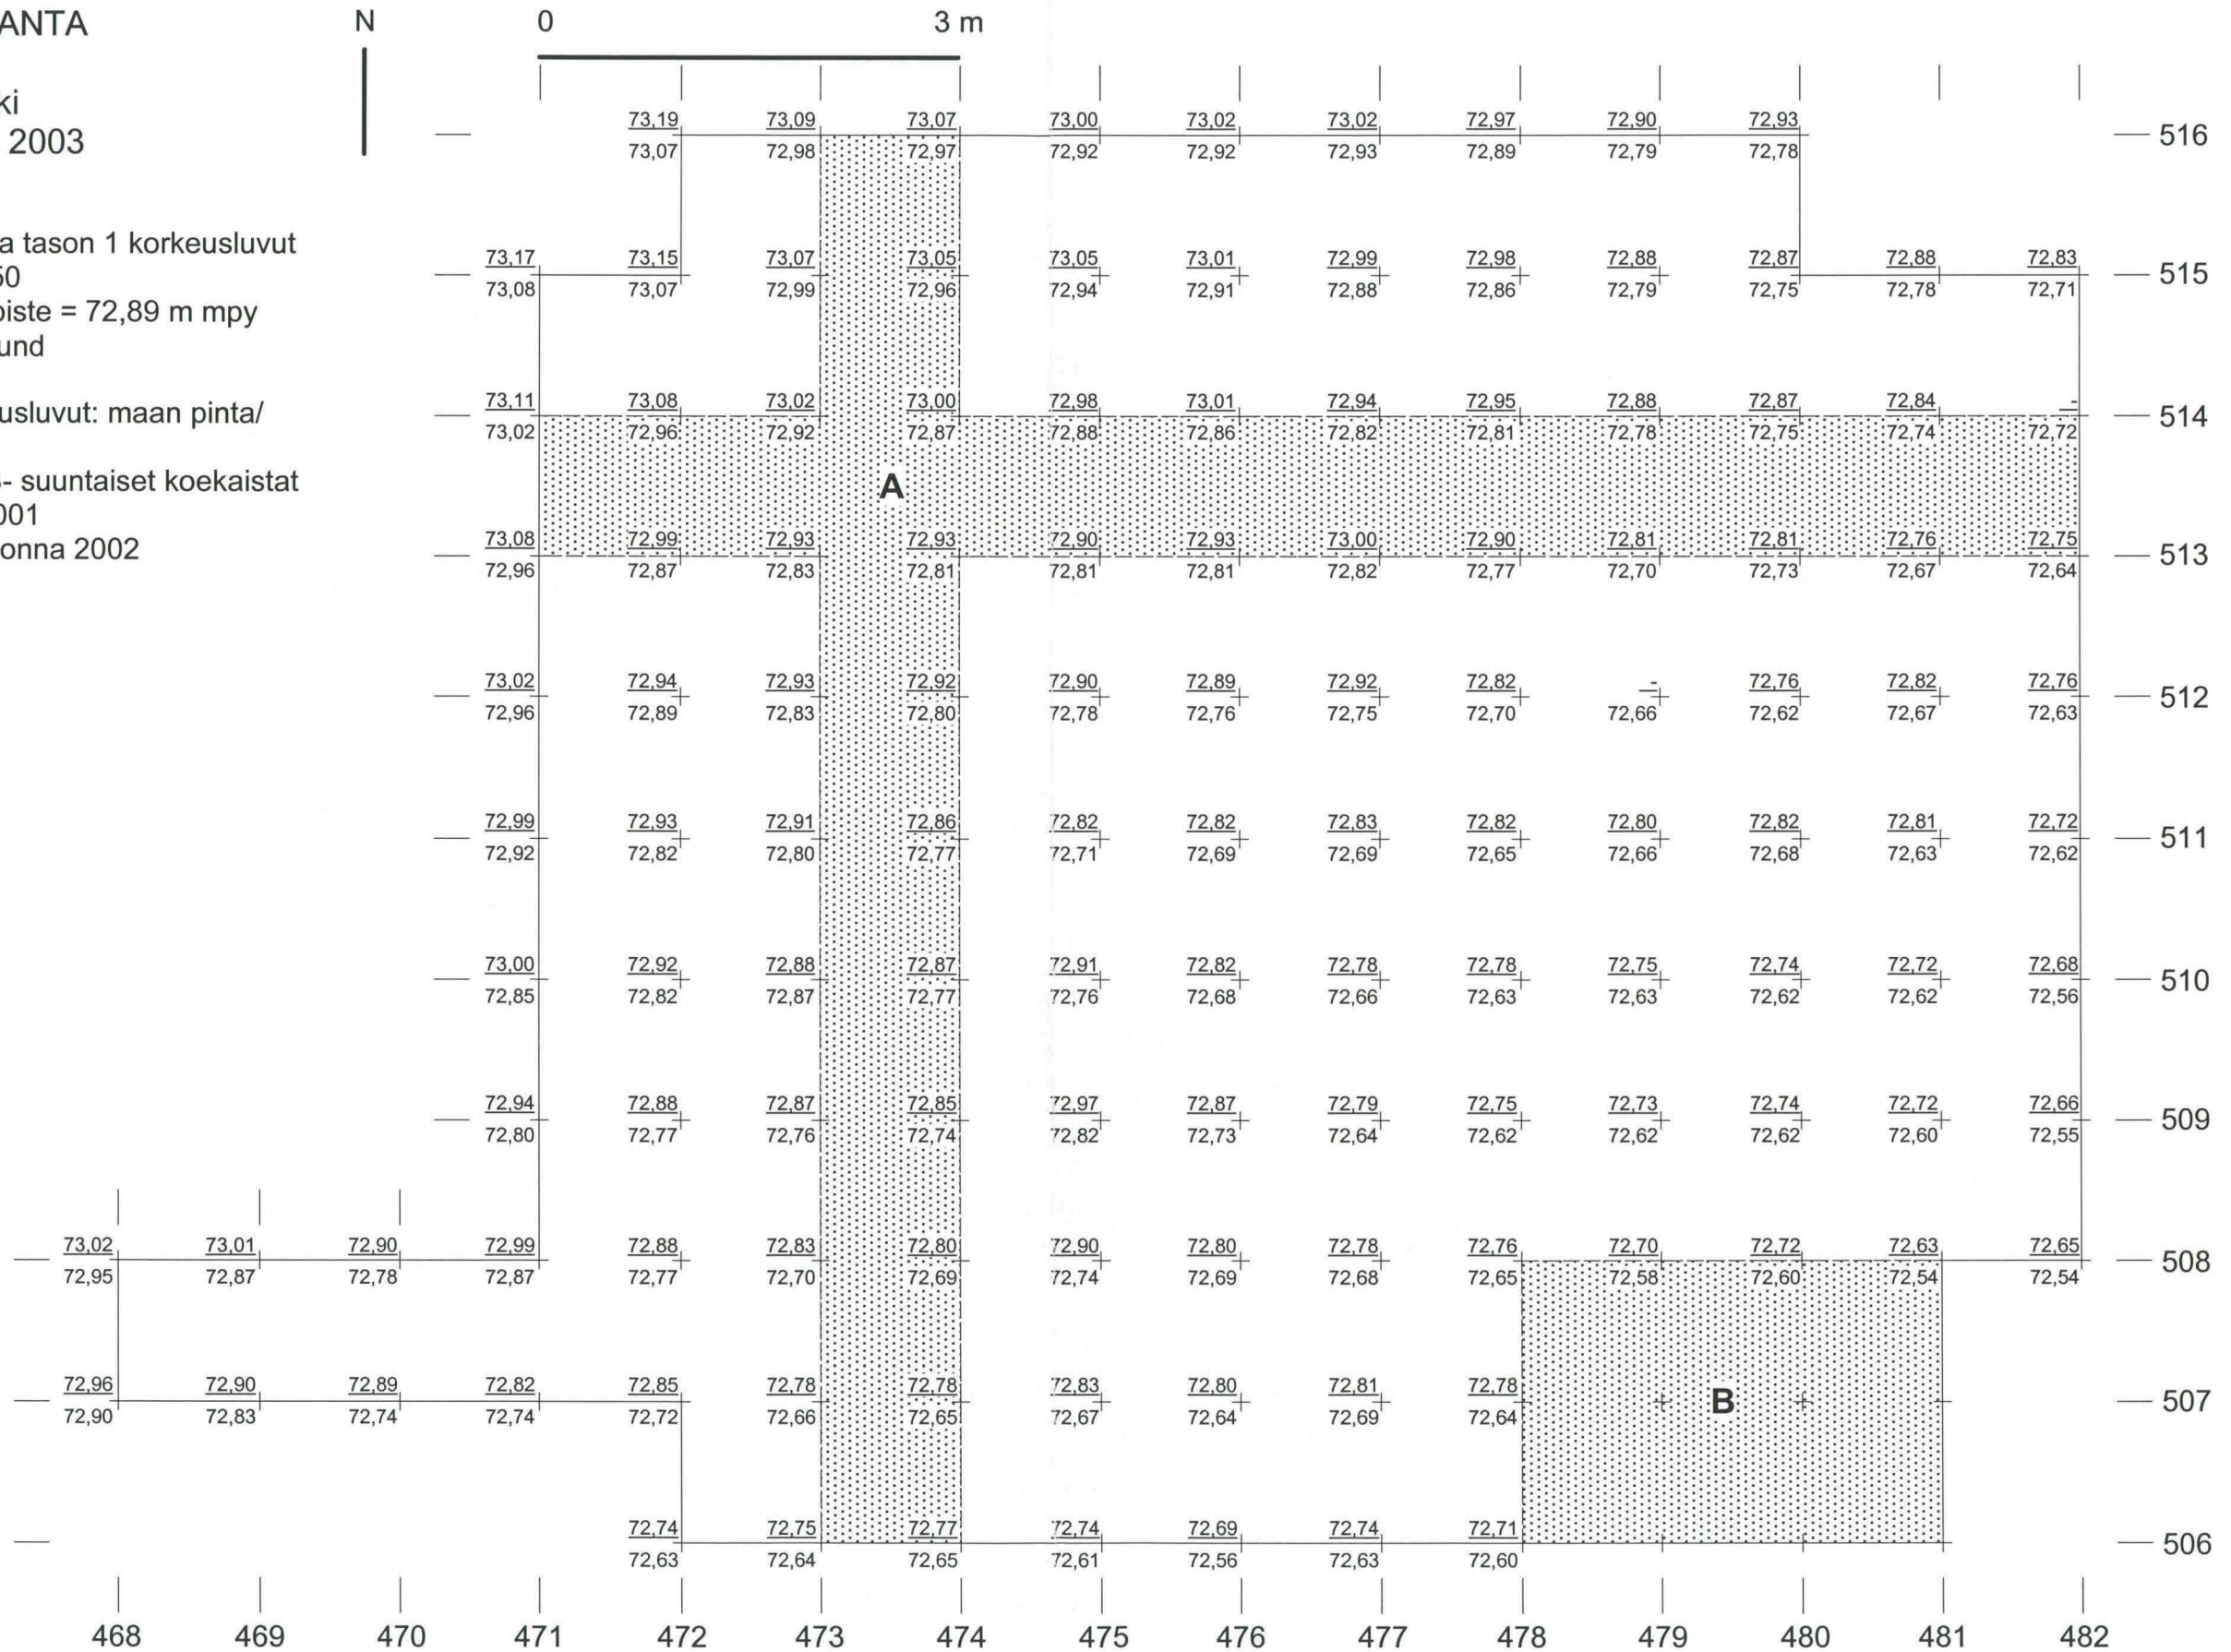 ANTA
N
0 3 m
ki
2003
a tason 1 korkeusluvut
50
piste = 72,89 m mpy
und
usluvut: maan pinta/
- suuntaiset koekaistat
001
onna 2002
73,19 73,09 73,07 73,00 73,02 73,02 72,97 72,90 72,93
516
73,07 72,98 72,97 72,92 72,92 72,93 72,89 72,79 72,78
73,17 73,15 73,07 73,05 73,05 73,01 72,99 72,98 72,88 72,87 72,88 72,83
515
73,08 73,07 72,99 72,96 72,94 72,91 72,88 72,86 72,79 72,75 72,78 72,71
73,11 73,08 73,02 73,00 72,98 73,01 72,94 72,95 72,88 72,87 72,84 -
514
73,02 72,96 72,92 72,87 72,88 72,86 72,82 72,81 72,78 72,75 72,74 72,72
A
73,08 72,99 72,93 72,93 72,90 72,93 73,00 72,90 72,81 72,81 72,76 72,75
513
72,96 72,87 72,83 72,81 72,81 72,81 72,82 72,77 72,70 72,73 72,67 72,64
73,02 72,94 72,93 72,92 72,90 72,89 72,92 72,82 - 72,76 72,82 72,76
512
72,96 72,89 72,83 72,80 72,78 72,76 72,75 72,70 72,66 72,62 72,67 72,63
72,99 72,93 72,91 72,86 72,82 72,82 72,83 72,82 72,80 72,82 72,81 72,72
511
72,92 72,82 72,80 72,77 72,71 72,69 72,69 72,65 72,66 72,68 72,63 72,62
73,00 72,92 72,88 72,87 72,91 72,82 72,78 72,78 72,75 72,74 72,72 72,68
510
72,85 72,82 72,87 72,77 72,76 72,68 72,66 72,63 72,63 72,62 72,62 72,56
72,94 72,88 72,87 72,85 72,97 72,87 72,79 72,75 72,73 72,74 72,72 72,66
509
72,80 72,77 72,76 72,74 72,82 72,73 72,64 72,62 72,62 72,62 72,60 72,55
73,02 73,01 72,90 72,99 72,88 72,83 72,80 72,90 72,80 72,78 72,76 72,70 72,72 72,63 72,65
508
72,95 72,87 72,78 72,87 72,77 72,70 72,69 72,74 72,69 72,68 72,65 72,58 72,60 72,54 72,54
72,96 72,90 72,89 72,82 72,85 72,78 72,78 72,83 72,80 72,81 72,78
B
507
72,90 72,83 72,74 72,74 72,72 72,66 72,65 72,67 72,64 72,69 72,64
72,74 72,75 72,77 72,74 72,69 72,74 72,71
506
72,63 72,64 72,65 72,61 72,56 72,63 72,60
468 469 470 471 472 473 474 475 476 477 478 479 480 481 482